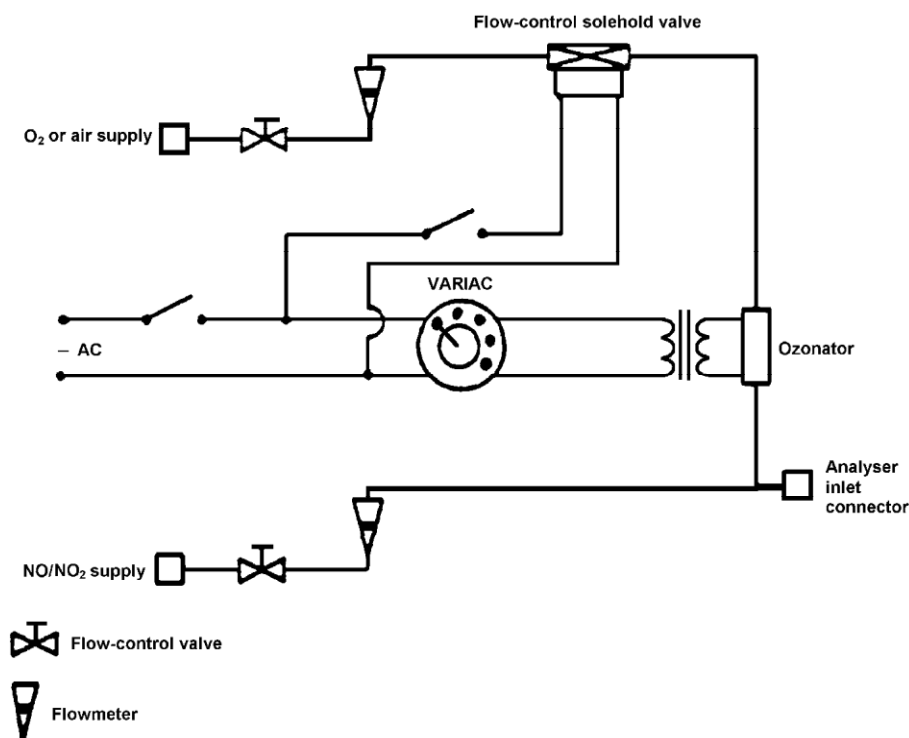 Flow-control solehold valve
O₂ or air supply
VARIAC
– AC
Ozonator
Analyser
inlet
connector
NO/NO₂ supply
Flow-control valve
Flowmeter